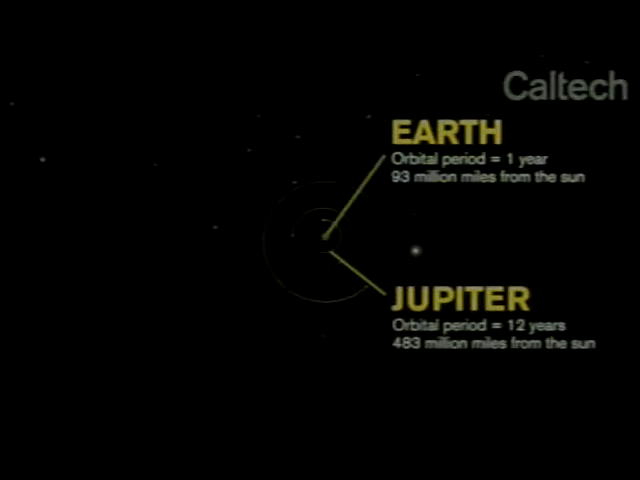 Caltech
EARTH
Orbital period = 1 year
93 million miles from the sun
JUPITER
Orbital period = 12 years
483 million miles from the sun